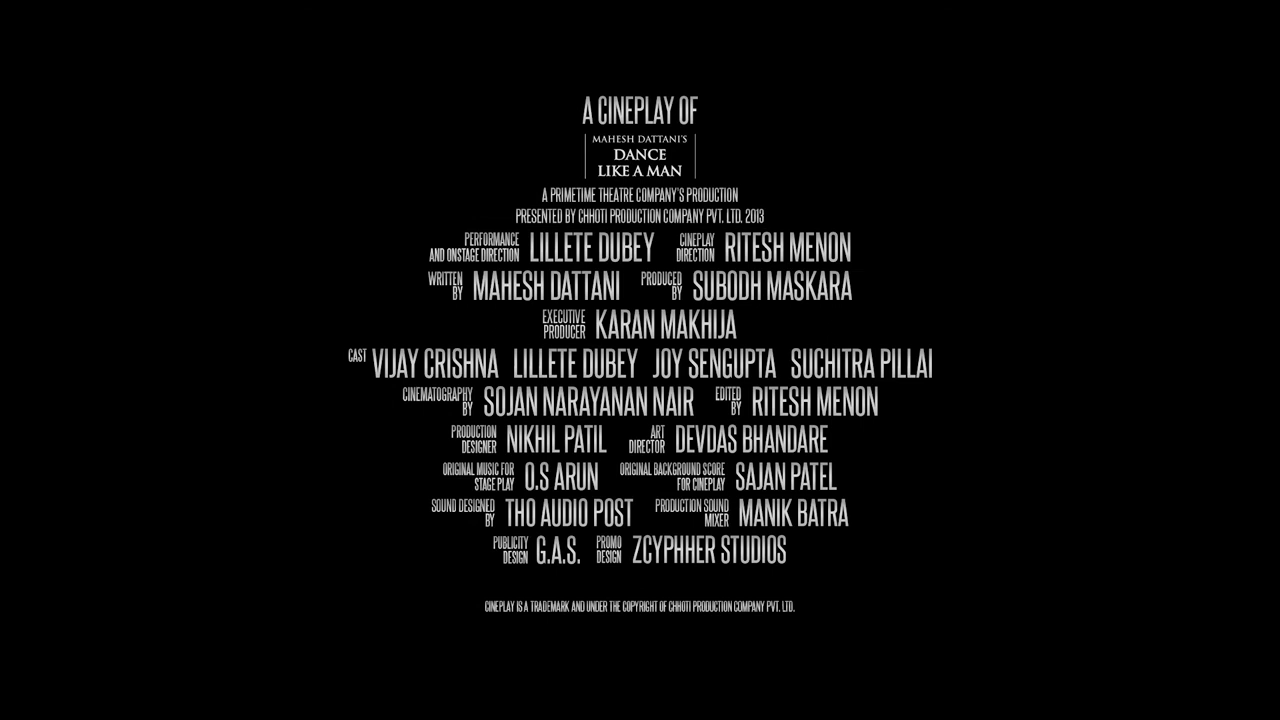 A CINEPLAY OF
MAHESH DATTANI'S
DANCE
LIKE A MAN
A PRIMETIME THEATRE COMPANY'S PRODUCTION
PRESENTED BY CHHOTI PRODUCTION COMPANY PVT. LTD. 2013
PERFORMANCE AND ONSTAGE DIRECTION LILLETE DUBEY CINEPLAY DIRECTION RITESH MENON
WRITTEN BY MAHESH DATTANI PRODUCED BY SUBODH MASKARA
EXECUTIVE PRODUCER KARAN MAKHIJA
CAST VIJAY CRISHNA LILLETE DUBEY JOY SENGUPTA SUCHITRA PILLAI
CINEMATOGRAPHY BY SOJAN NARAYANAN NAIR EDITED BY RITESH MENON
PRODUCTION DESIGNER NIKHIL PATIL ART DIRECTOR DEVDAS BHANDARE
ORIGINAL MUSIC FOR STAGE PLAY O.S ARUN ORIGINAL BACKGROUND SCORE FOR CINEPLAY SAJAN PATEL
SOUND DESIGNED BY THO AUDIO POST PRODUCTION SOUND MIXER MANIK BATRA
PUBLICITY DESIGN G.A.S. PROMO DESIGN ZCYPHHER STUDIOS
CINEPLAY IS A TRADEMARK AND UNDER THE COPYRIGHT OF CHHOTI PRODUCTION COMPANY PVT. LTD.